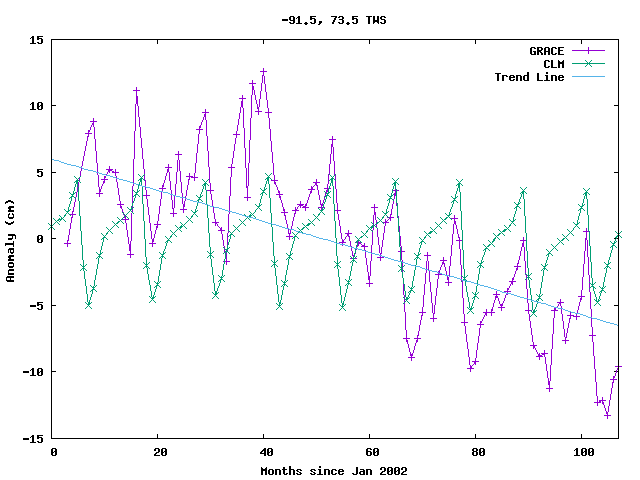 -91.5, 73.5 TWS
GRACE
CLM
Trend Line
15
10
5
0
-5
-10
-15
Anomaly (cm)
0 20 40 60 80 100
Months since Jan 2002